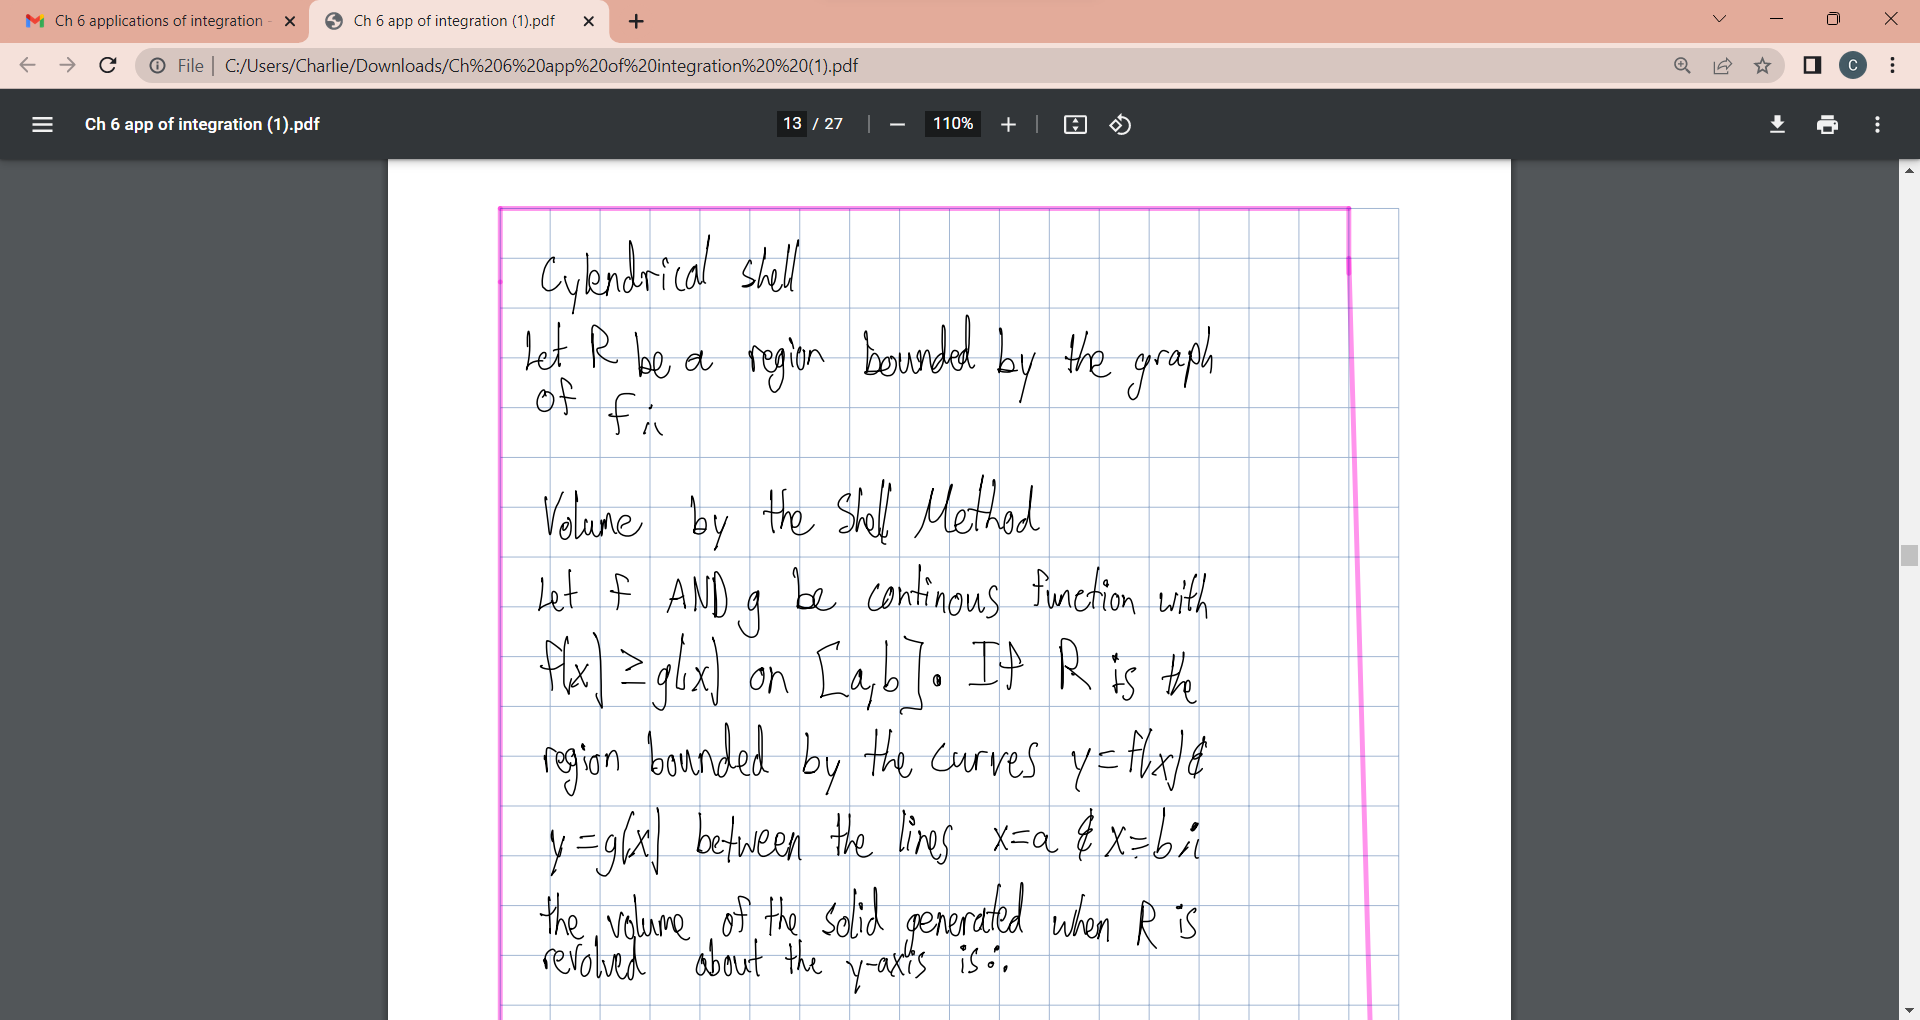 Ch 6 applications of integration
Ch 6 app of integration (1).pdf
File | C:/Users/Charlie/Downloads/Ch%206%20app%20of%20integration%20%20(1).pdf
C
Ch 6 app of integration (1).pdf
13 / 27 | — 110% + |
Cylendrical shell
Let R be a region bounded by the graph
of f
Volume by the Shell Method
Let f AND g be continous function with
f(x) ≥ g(x) on [a,b]. If R is the
region bounded by the curves y=f(x) &
y=g(x) between the lines x=a & x=b
the volume of the solid generated when R is
revolved about the y-axis is: